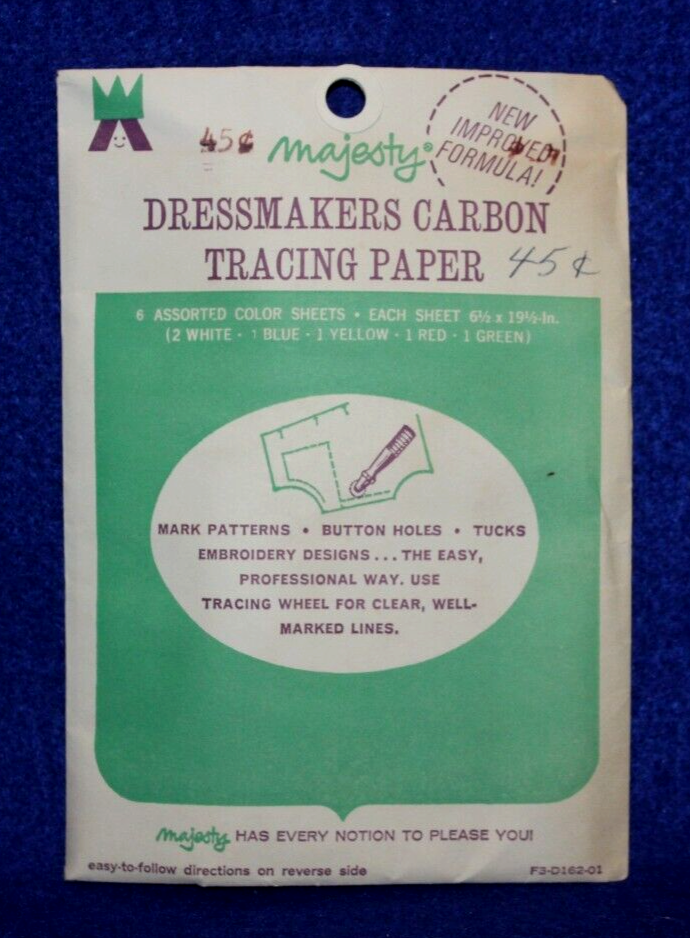 45¢ majesty®
NEW
IMPROVED
FORMULA!
DRESSMAKERS CARBON
TRACING PAPER
45¢
6 ASSORTED COLOR SHEETS • EACH SHEET 6½ x 19½-In.
(2 WHITE - 1 BLUE - 1 YELLOW - 1 RED - 1 GREEN)
MARK PATTERNS • BUTTON HOLES • TUCKS
EMBROIDERY DESIGNS...THE EASY,
PROFESSIONAL WAY. USE
TRACING WHEEL FOR CLEAR, WELL-
MARKED LINES.
majesty HAS EVERY NOTION TO PLEASE YOU!
easy-to-follow directions on reverse side
F3-D162-01